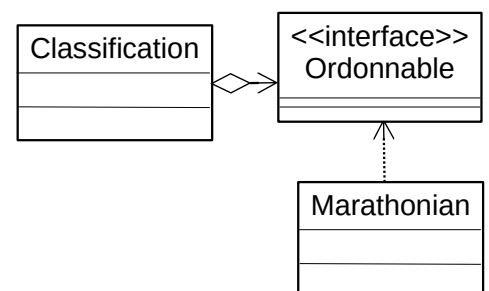 Classification
<<interface>>
Ordonnable
Marathonian